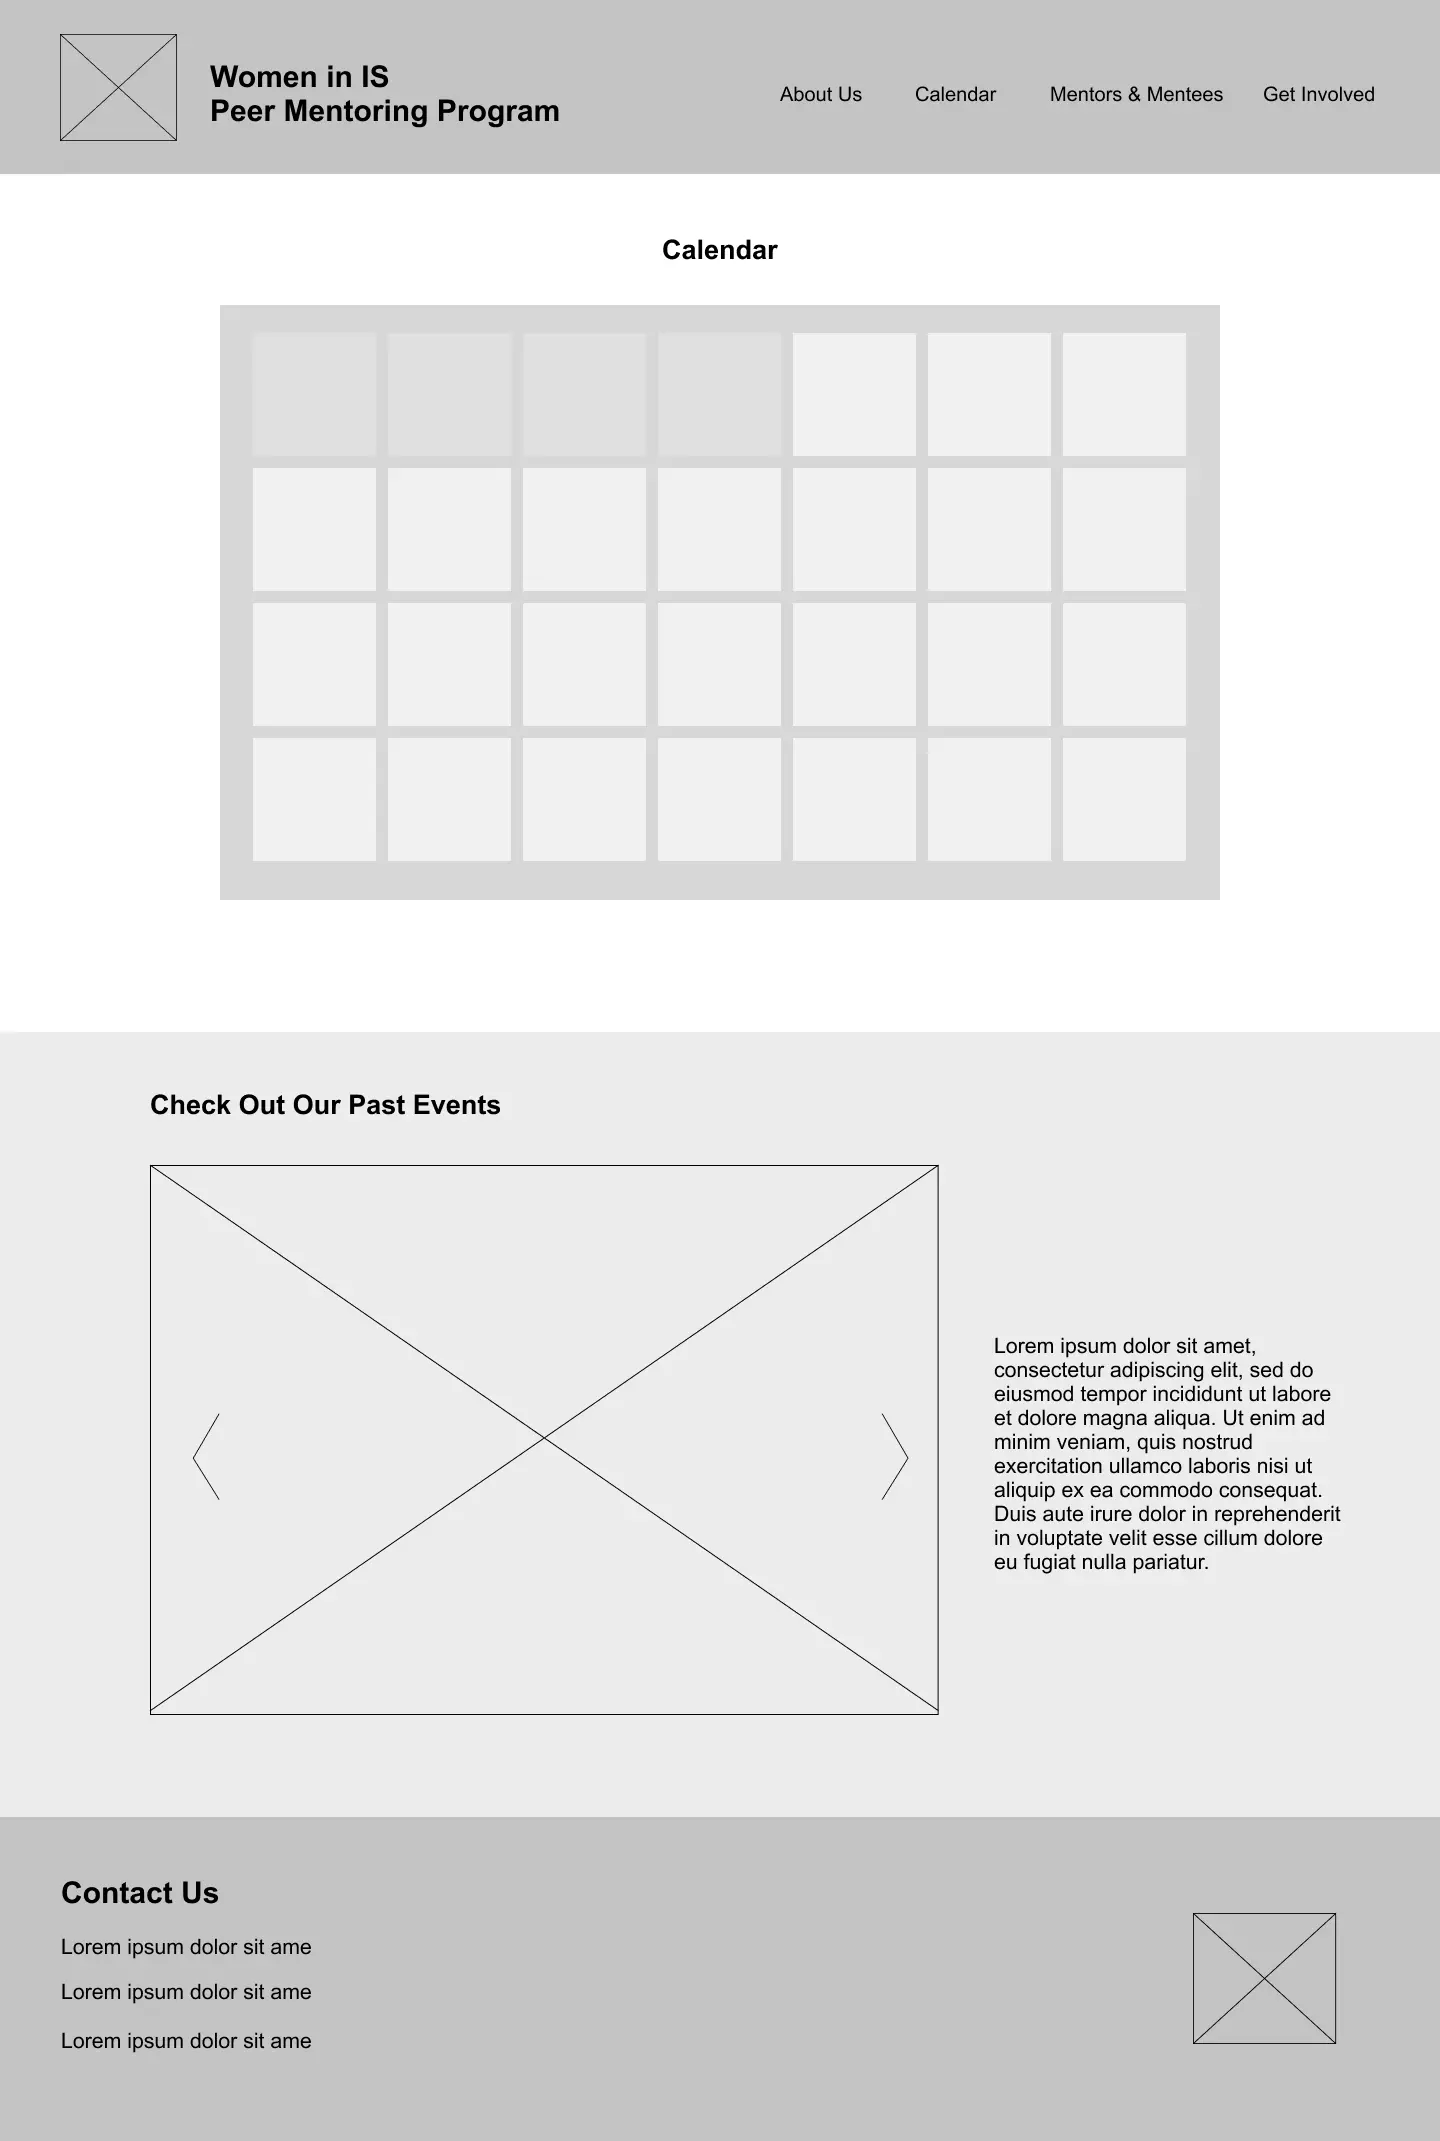 Women in IS
Peer Mentoring Program
About Us Calendar Mentors & Mentees Get Involved
Calendar
Check Out Our Past Events
Lorem ipsum dolor sit amet,
consectetur adipiscing elit, sed do
eiusmod tempor incididunt ut labore
et dolore magna aliqua. Ut enim ad
minim veniam, quis nostrud
exercitation ullamco laboris nisi ut
aliquip ex ea commodo consequat.
Duis aute irure dolor in reprehenderit
in voluptate velit esse cillum dolore
eu fugiat nulla pariatur.
Contact Us
Lorem ipsum dolor sit ame
Lorem ipsum dolor sit ame
Lorem ipsum dolor sit ame